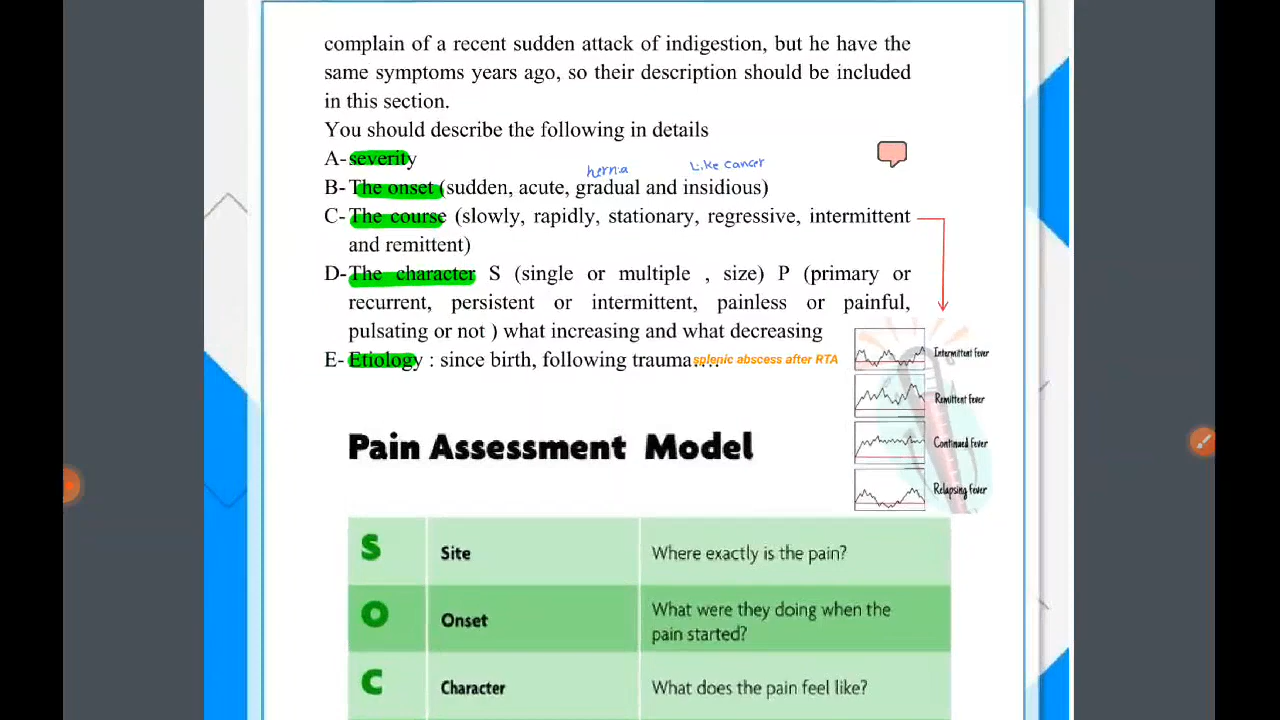 complain of a recent sudden attack of indigestion, but he have the
same symptoms years ago, so their description should be included
in this section.
You should describe the following in details
A- severity
hernia
Like cancer
B- The onset (sudden, acute, gradual and insidious)
C- The course (slowly, rapidly, stationary, regressive, intermittent
and remittent)
D- The character S (single or multiple , size) P (primary or
recurrent, persistent or intermittent, painless or painful,
pulsating or not ) what increasing and what decreasing
E- Etiology : since birth, following trauma....
splenic abscess after RTA
Intermittent Fever
Remittent Fever
Continued Fever
Relapsing Fever
Pain Assessment Model
S Site Where exactly is the pain?
O Onset What were they doing when the
pain started?
C Character What does the pain feel like?